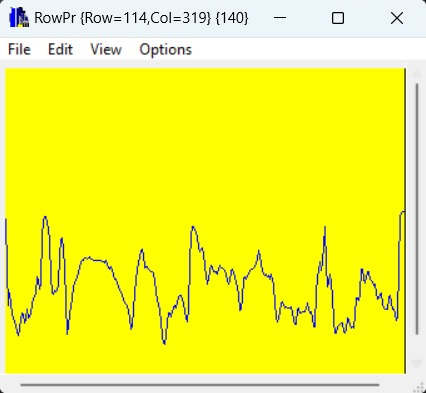 RowPr {Row=114,Col=319} {140}
File Edit View Options